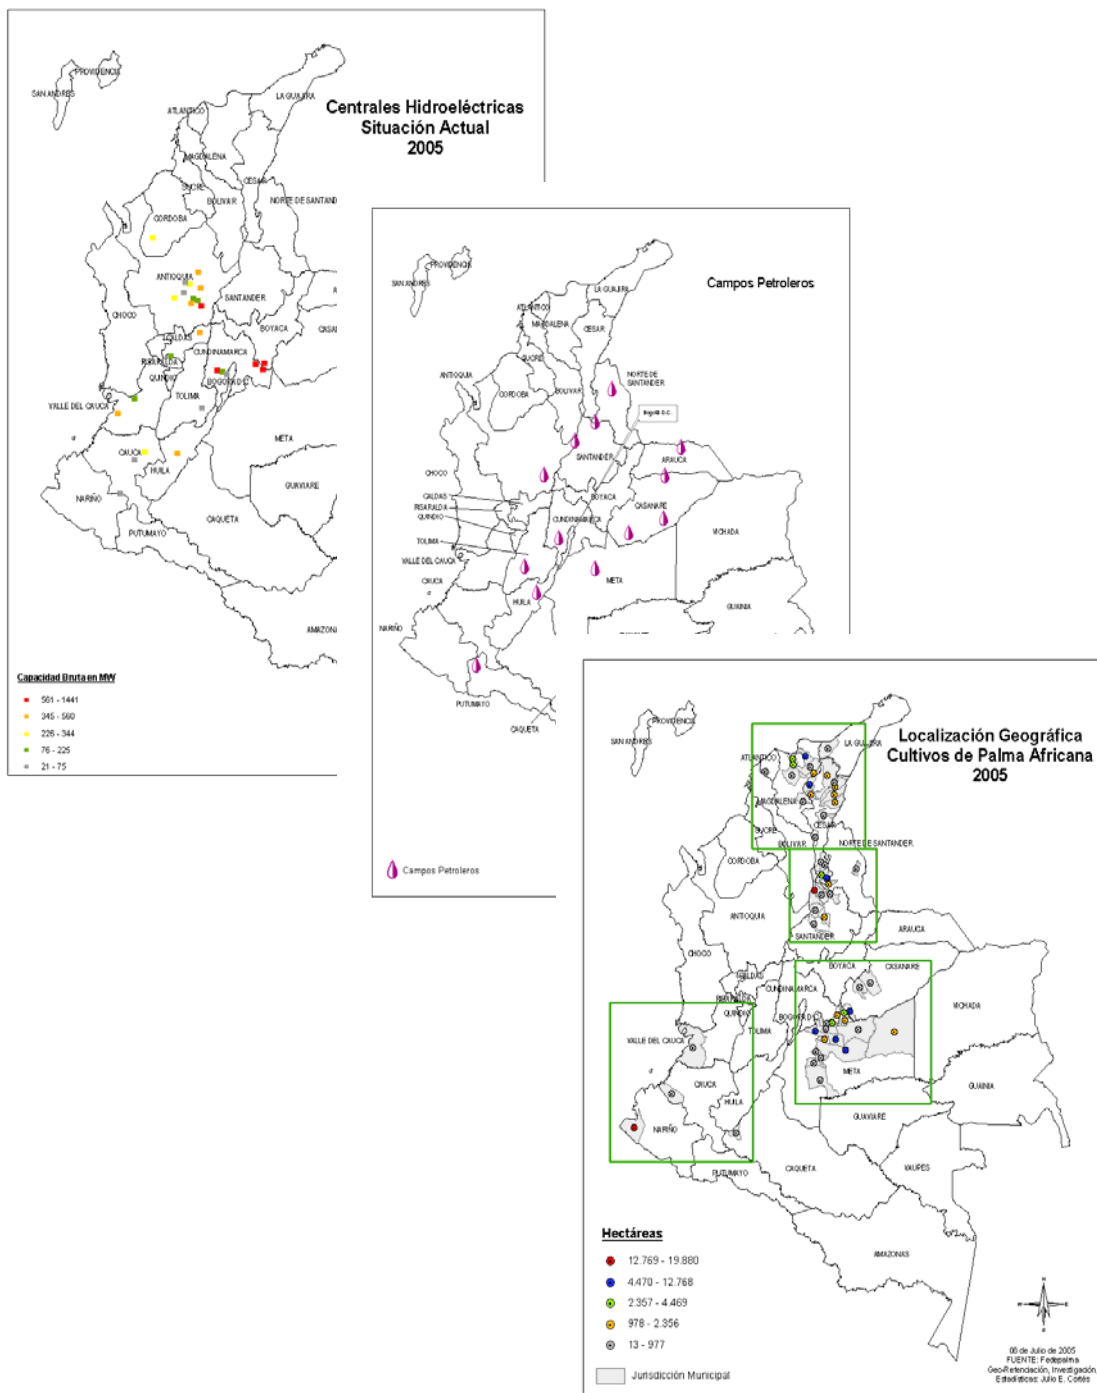 PROVIDENCIA
SAN ANDRES
LA GUAJIRA
ATLANTICO
Centrales Hidroeléctricas
Situación Actual
2005
MAGDALENA
CESAR
SUCRE
BOLIVAR
NORTE DE SANTAND
CORDOBA
ANTIOQUIA
SANTANDER
CHOCO
BOYACA
CALDAS
CUNDINAMARCA
RISARALDA
QUINDIO
BOGOTA D.C.
TOLIMA
VALLE DEL CAUCA
META
CAUCA
HUILA
GUAVIARE
NARIÑO
CAQUETA
PUTUMAYO
AMAZON
Capacidad Bruta en MW
561 - 1441
345 - 560
226 - 344
76 - 225
21 - 75
PROVIDENCIA
SAN ANDRES
Campos Petroleros
LA GUAJIRA
ATLANTICO
MAGDALENA
CESAR
SUCRE
ANTIOQUIA
NORTE DE
SANTANDER
BOLIVAR
CORDOBA
Bogotá D.C.
SANTANDER
ARAUCA
CHOCO
CALDAS
BOYACA
CASANARE
RISARALDA
QUINDIO
CUNDINAMARCA
VICHADA
TOLIMA
VALLE DEL CAUCA
CAUCA
META
HUILA
GUAINIA
NARIÑO
PUTUMAYO
CAQUETA
Campos Petroleros
PROVIDENCIA
SAN ANDRES
LA GUAJIRA
Localización Geográfica
Cultivos de Palma Africana
2005
ATLANTICO
MAGDALENA
CESAR
SUCRE
BOLIVAR
NORTE DE SANTANDER
CORDOBA
ANTIOQUIA
SANTANDER
ARAUCA
CHOCO
BOYACA
CASANARE
CALDAS
CUNDINAMARCA
RISARALDA
QUINDIO
BOGOTA D.C.
VICHADA
TOLIMA
VALLE DEL CAUCA
META
CAUCA
GUAINIA
HUILA
GUAVIARE
NARIÑO
CAQUETA
VAUPES
PUTUMAYO
AMAZONAS
Hectáreas
12.769 - 19.880
4.470 - 12.768
2.357 - 4.469
978 - 2.356
13 - 977
Jurisdicción Municipal
N
W E
S
08 de Julio de 2005
FUENTE: Fedepalma
Geo-Refenciación, Investigación,
Estadísticas: Julio E. Cortés